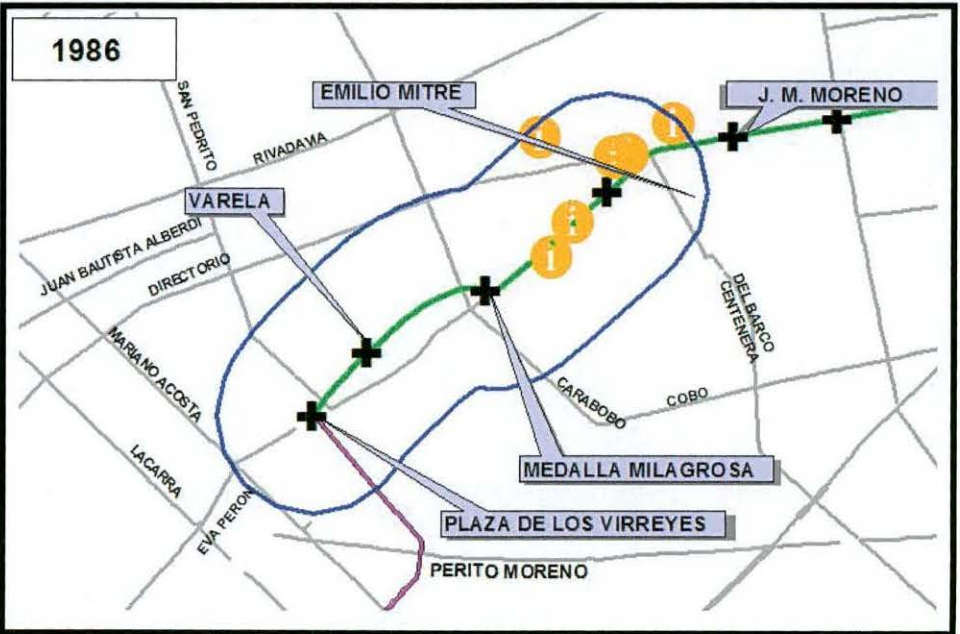 1986
EMILIO MITRE
J. M. MORENO
SAN PEDRITO
RIVADAVIA
VARELA
JUAN BAUTISTA ALBERDI
DIRECTORIO
i
i
i
i
MARIANO ACOSTA
DEL BARCO
CENTENERA
CARABOBO
COBO
LACARRA
MEDALLA MILAGROSA
EVA PERON
PLAZA DE LOS VIRREYES
PERITO MORENO